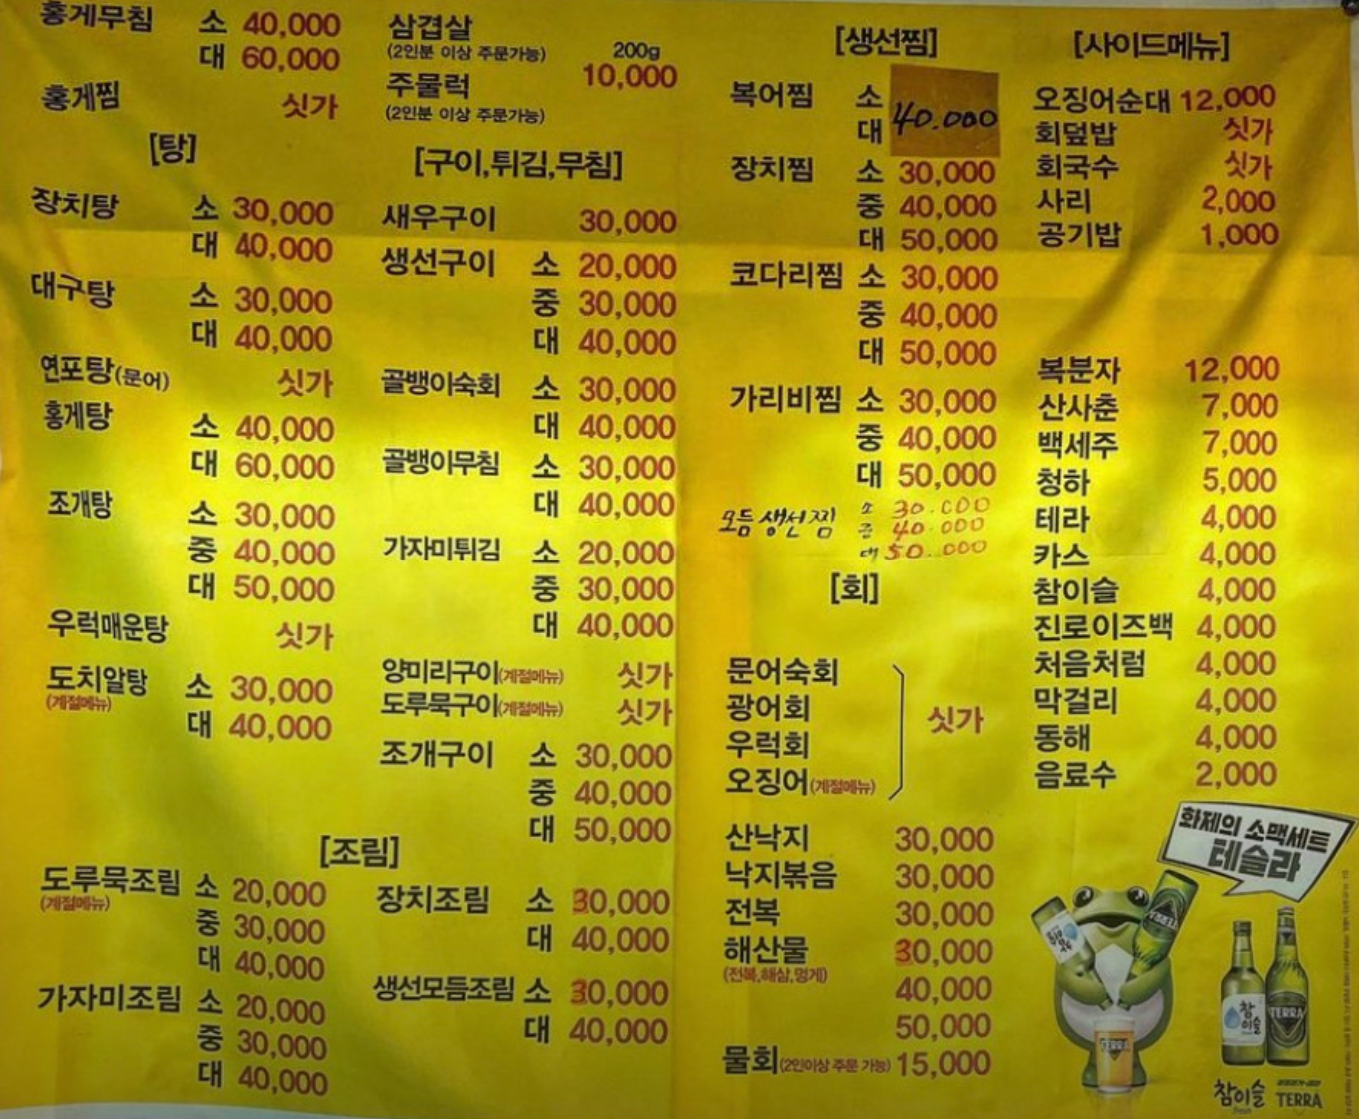 홍게무침 소 40,000
대 60,000
홍게찜 싯가
[탕]
장치탕 소 30,000
대 40,000
대구탕 소 30,000
대 40,000
연포탕(문어) 싯가
홍게탕 소 40,000
대 60,000
조개탕 소 30,000
중 40,000
대 50,000
우럭매운탕 싯가
도치알탕 소 30,000
(계절메뉴) 대 40,000
삼겹살
(2인분 이상 주문가능) 200g
주물럭 10,000
(2인분 이상 주문가능)
[구이,튀김,무침]
새우구이 30,000
생선구이 소 20,000
중 30,000
대 40,000
골뱅이숙회 소 30,000
대 40,000
골뱅이무침 소 30,000
대 40,000
가자미튀김 소 20,000
중 30,000
대 40,000
양미리구이(계절메뉴) 싯가
도루묵구이(계절메뉴) 싯가
조개구이 소 30,000
중 40,000
대 50,000
[조림]
도루묵조림 소 20,000
(계절메뉴) 중 30,000
대 40,000
가자미조림 소 20,000
중 30,000
대 40,000
장치조림 소 30,000
대 40,000
생선모듬조림 소 30,000
대 40,000
[생선찜]
복어찜 소
대 40.000
장치찜 소 30,000
중 40,000
대 50,000
코다리찜 소 30,000
중 40,000
대 50,000
가리비찜 소 30,000
중 40,000
대 50,000
모듬생선찜 소 30.000
중 40.000
대 50.000
[회]
문어숙회
광어회
우럭회
오징어(계절메뉴)
싯가
산낙지 30,000
낙지볶음 30,000
전복 30,000
해산물 30,000
(전복,해삼,멍게) 40,000
50,000
물회(2인이상 주문 가능) 15,000
[사이드메뉴]
오징어순대 12,000
회덮밥 싯가
회국수 싯가
사리 2,000
공기밥 1,000
복분자 12,000
산사춘 7,000
백세주 7,000
청하 5,000
테라 4,000
카스 4,000
참이슬 4,000
진로이즈백 4,000
처음처럼 4,000
막걸리 4,000
동해 4,000
음료수 2,000
화제의 소맥세트
테슬라
TERRA
참이슬
TERRA
TERRA
참이슬
fresh
TERRA